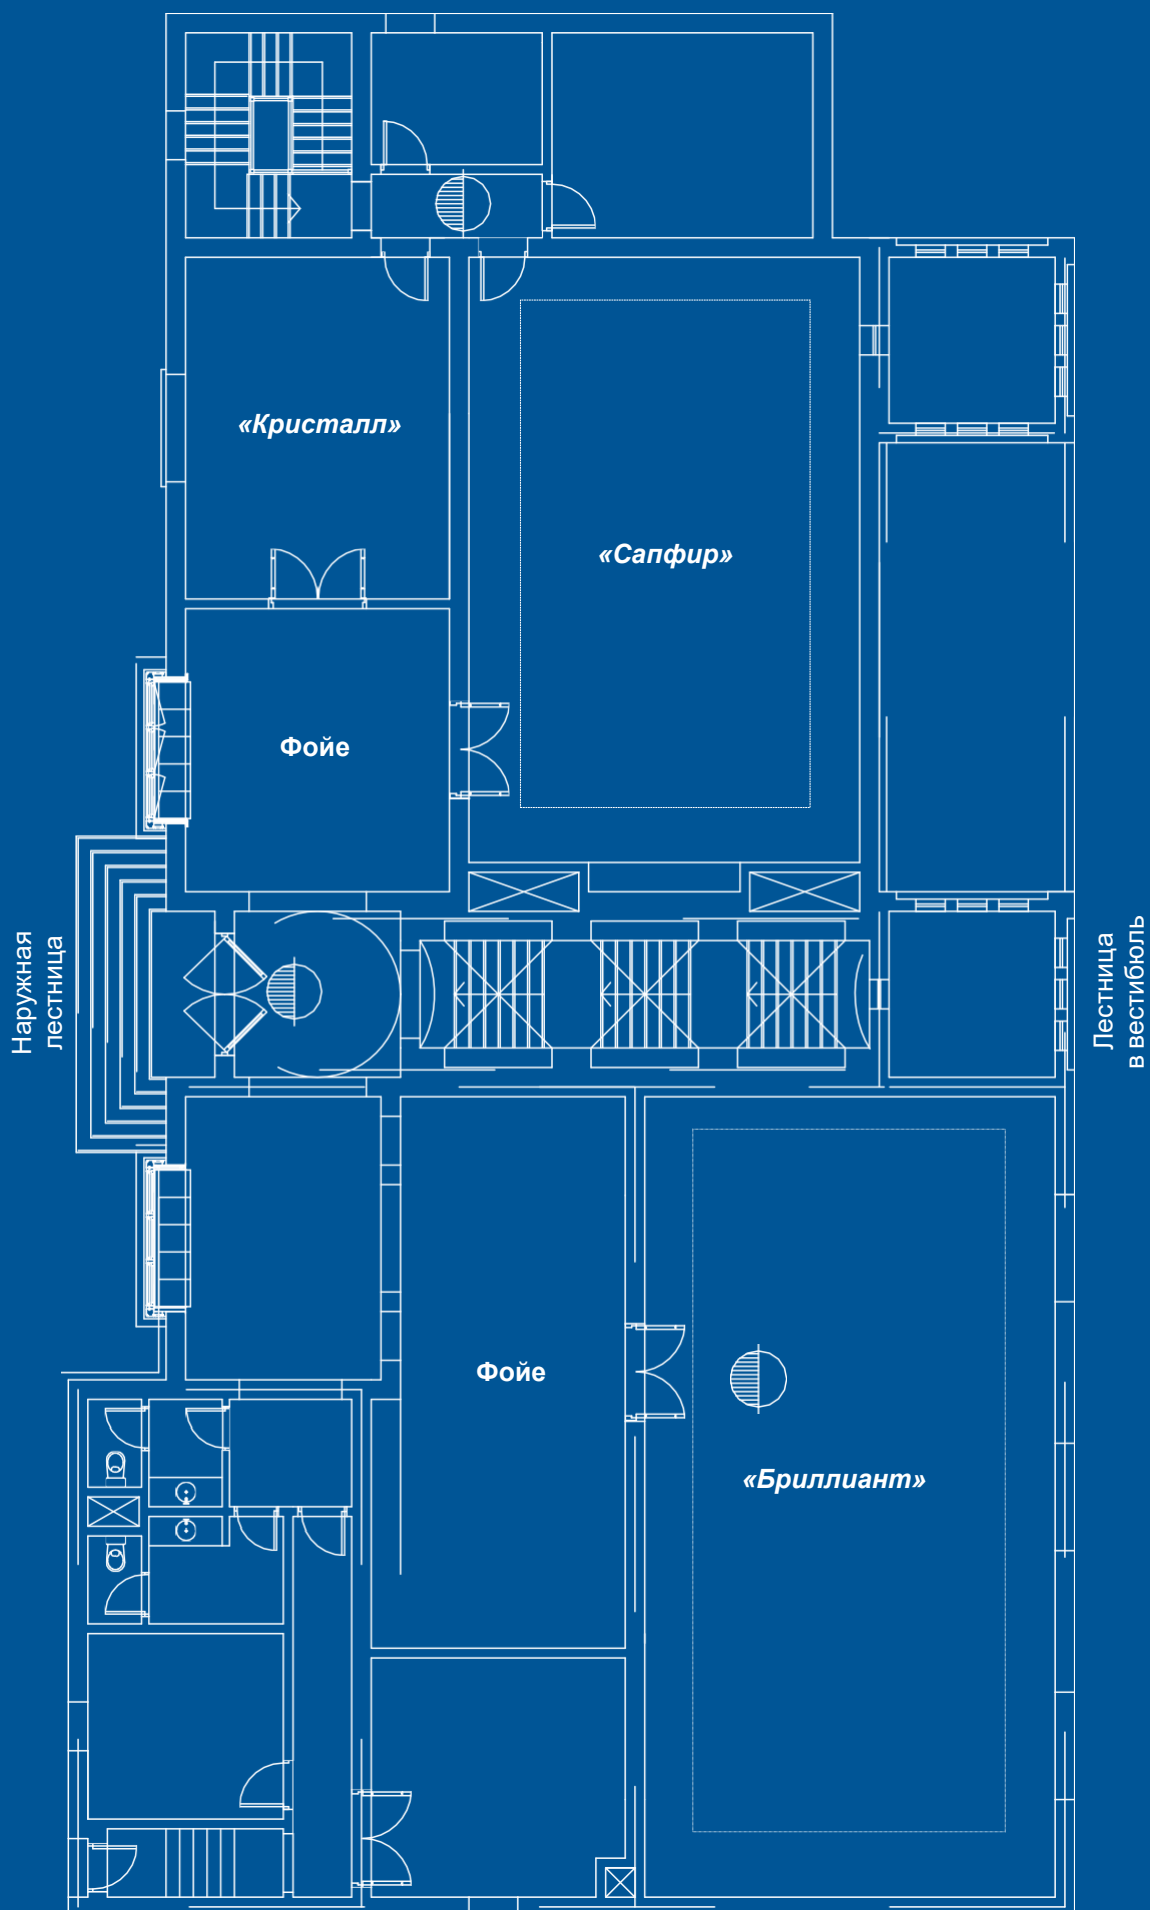 «Кристалл»
«Сапфир»
Фойе
Наружная
лестница
Лестница
в вестибюль
Фойе
«Бриллиант»